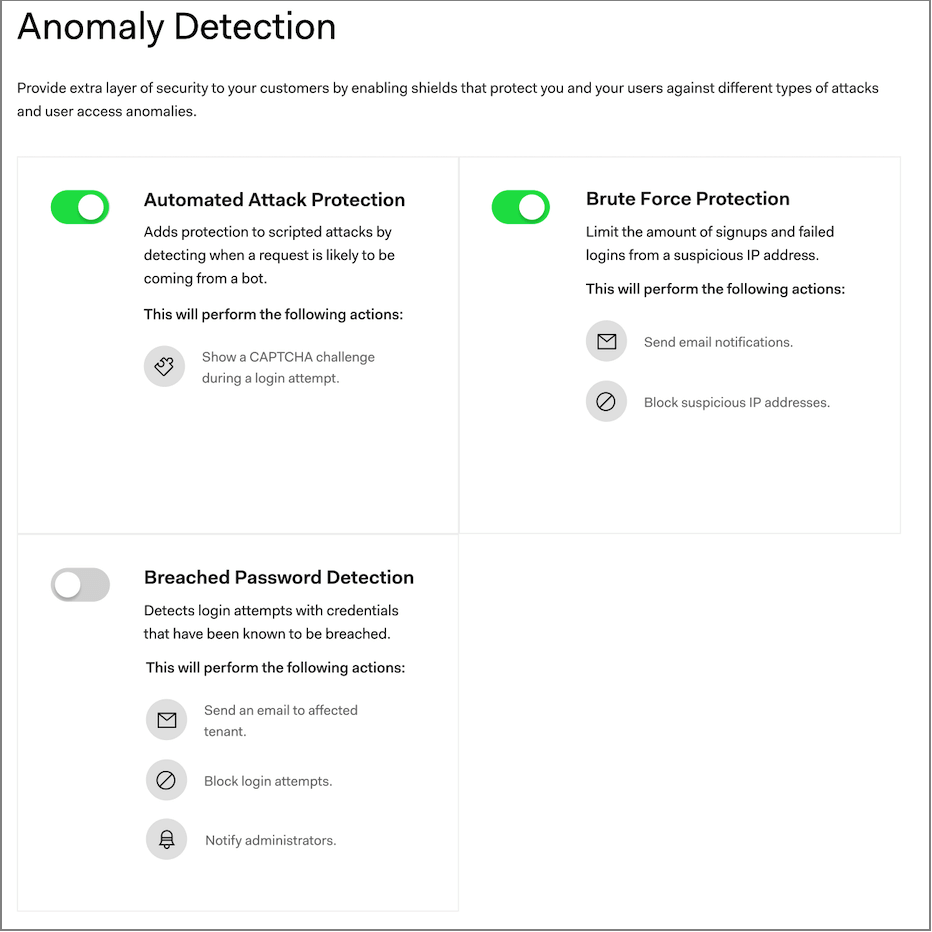 Anomaly Detection
Provide extra layer of security to your customers by enabling shields that protect you and your users against different types of attacks
and user access anomalies.
Automated Attack Protection
Adds protection to scripted attacks by
detecting when a request is likely to be
coming from a bot.
This will perform the following actions:
Show a CAPTCHA challenge
during a login attempt.
Brute Force Protection
Limit the amount of signups and failed
logins from a suspicious IP address.
This will perform the following actions:
Send email notifications.
Block suspicious IP addresses.
Breached Password Detection
Detects login attempts with credentials
that have been known to be breached.
This will perform the following actions:
Send an email to affected
tenant.
Block login attempts.
Notify administrators.